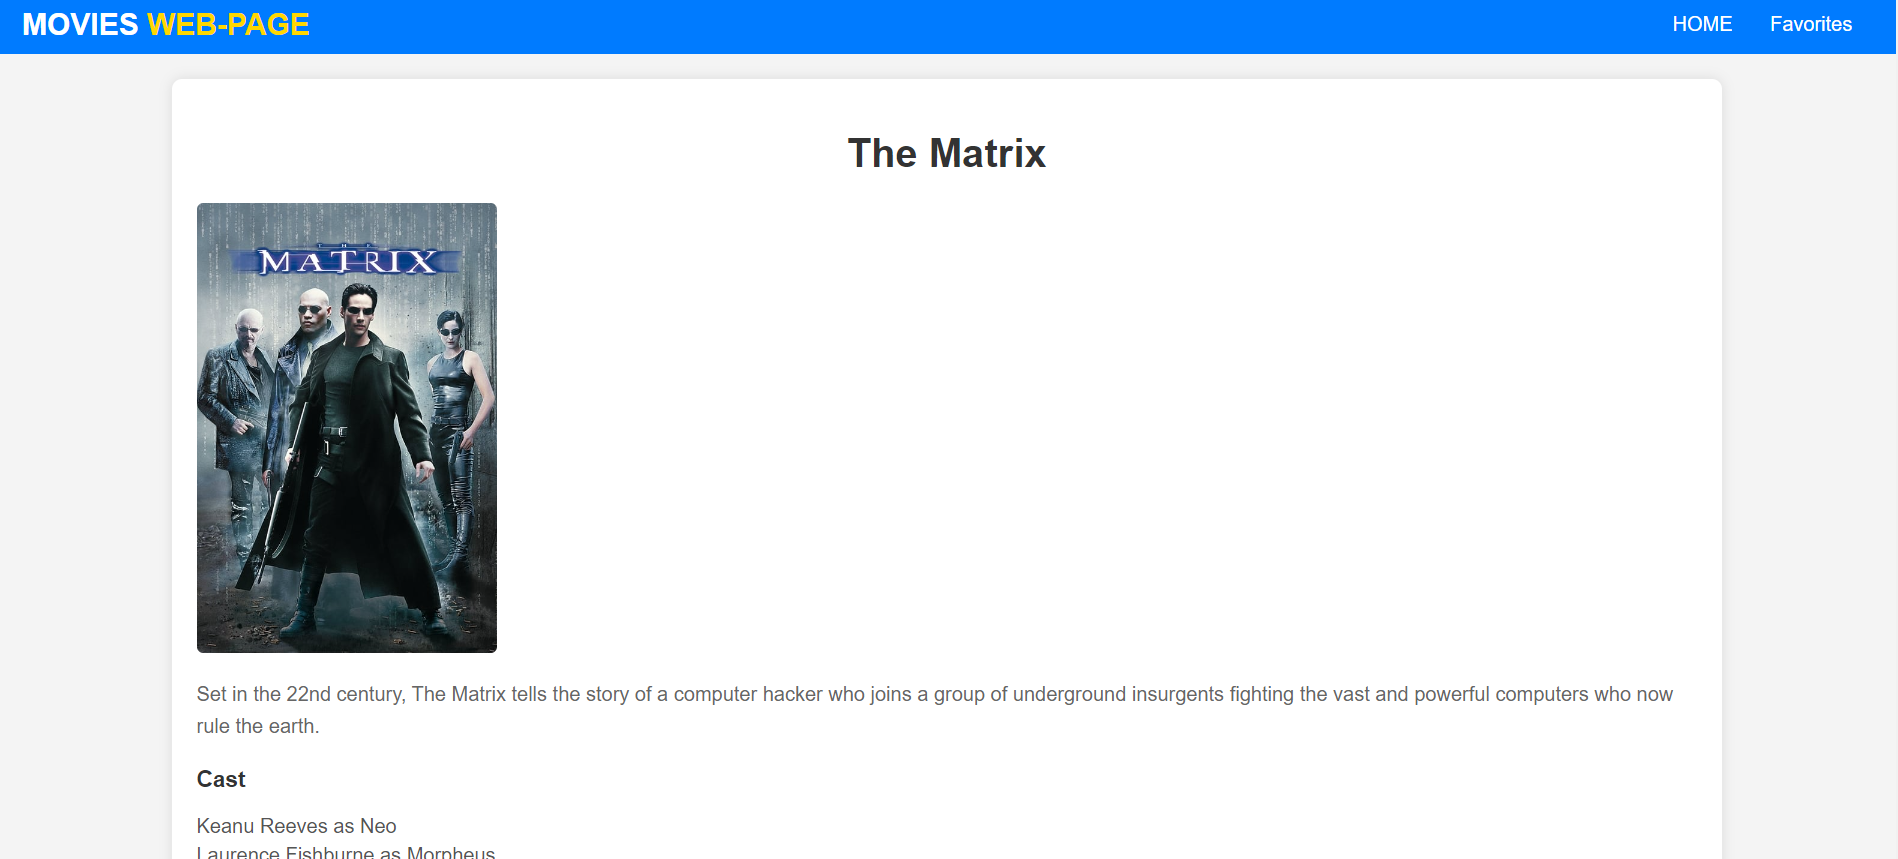 MOVIES WEB-PAGE
HOME
Favorites
The Matrix
THE
MATRIX
Set in the 22nd century, The Matrix tells the story of a computer hacker who joins a group of underground insurgents fighting the vast and powerful computers who now
rule the earth.
Cast
Keanu Reeves as Neo
Laurence Fishburne as Morpheus